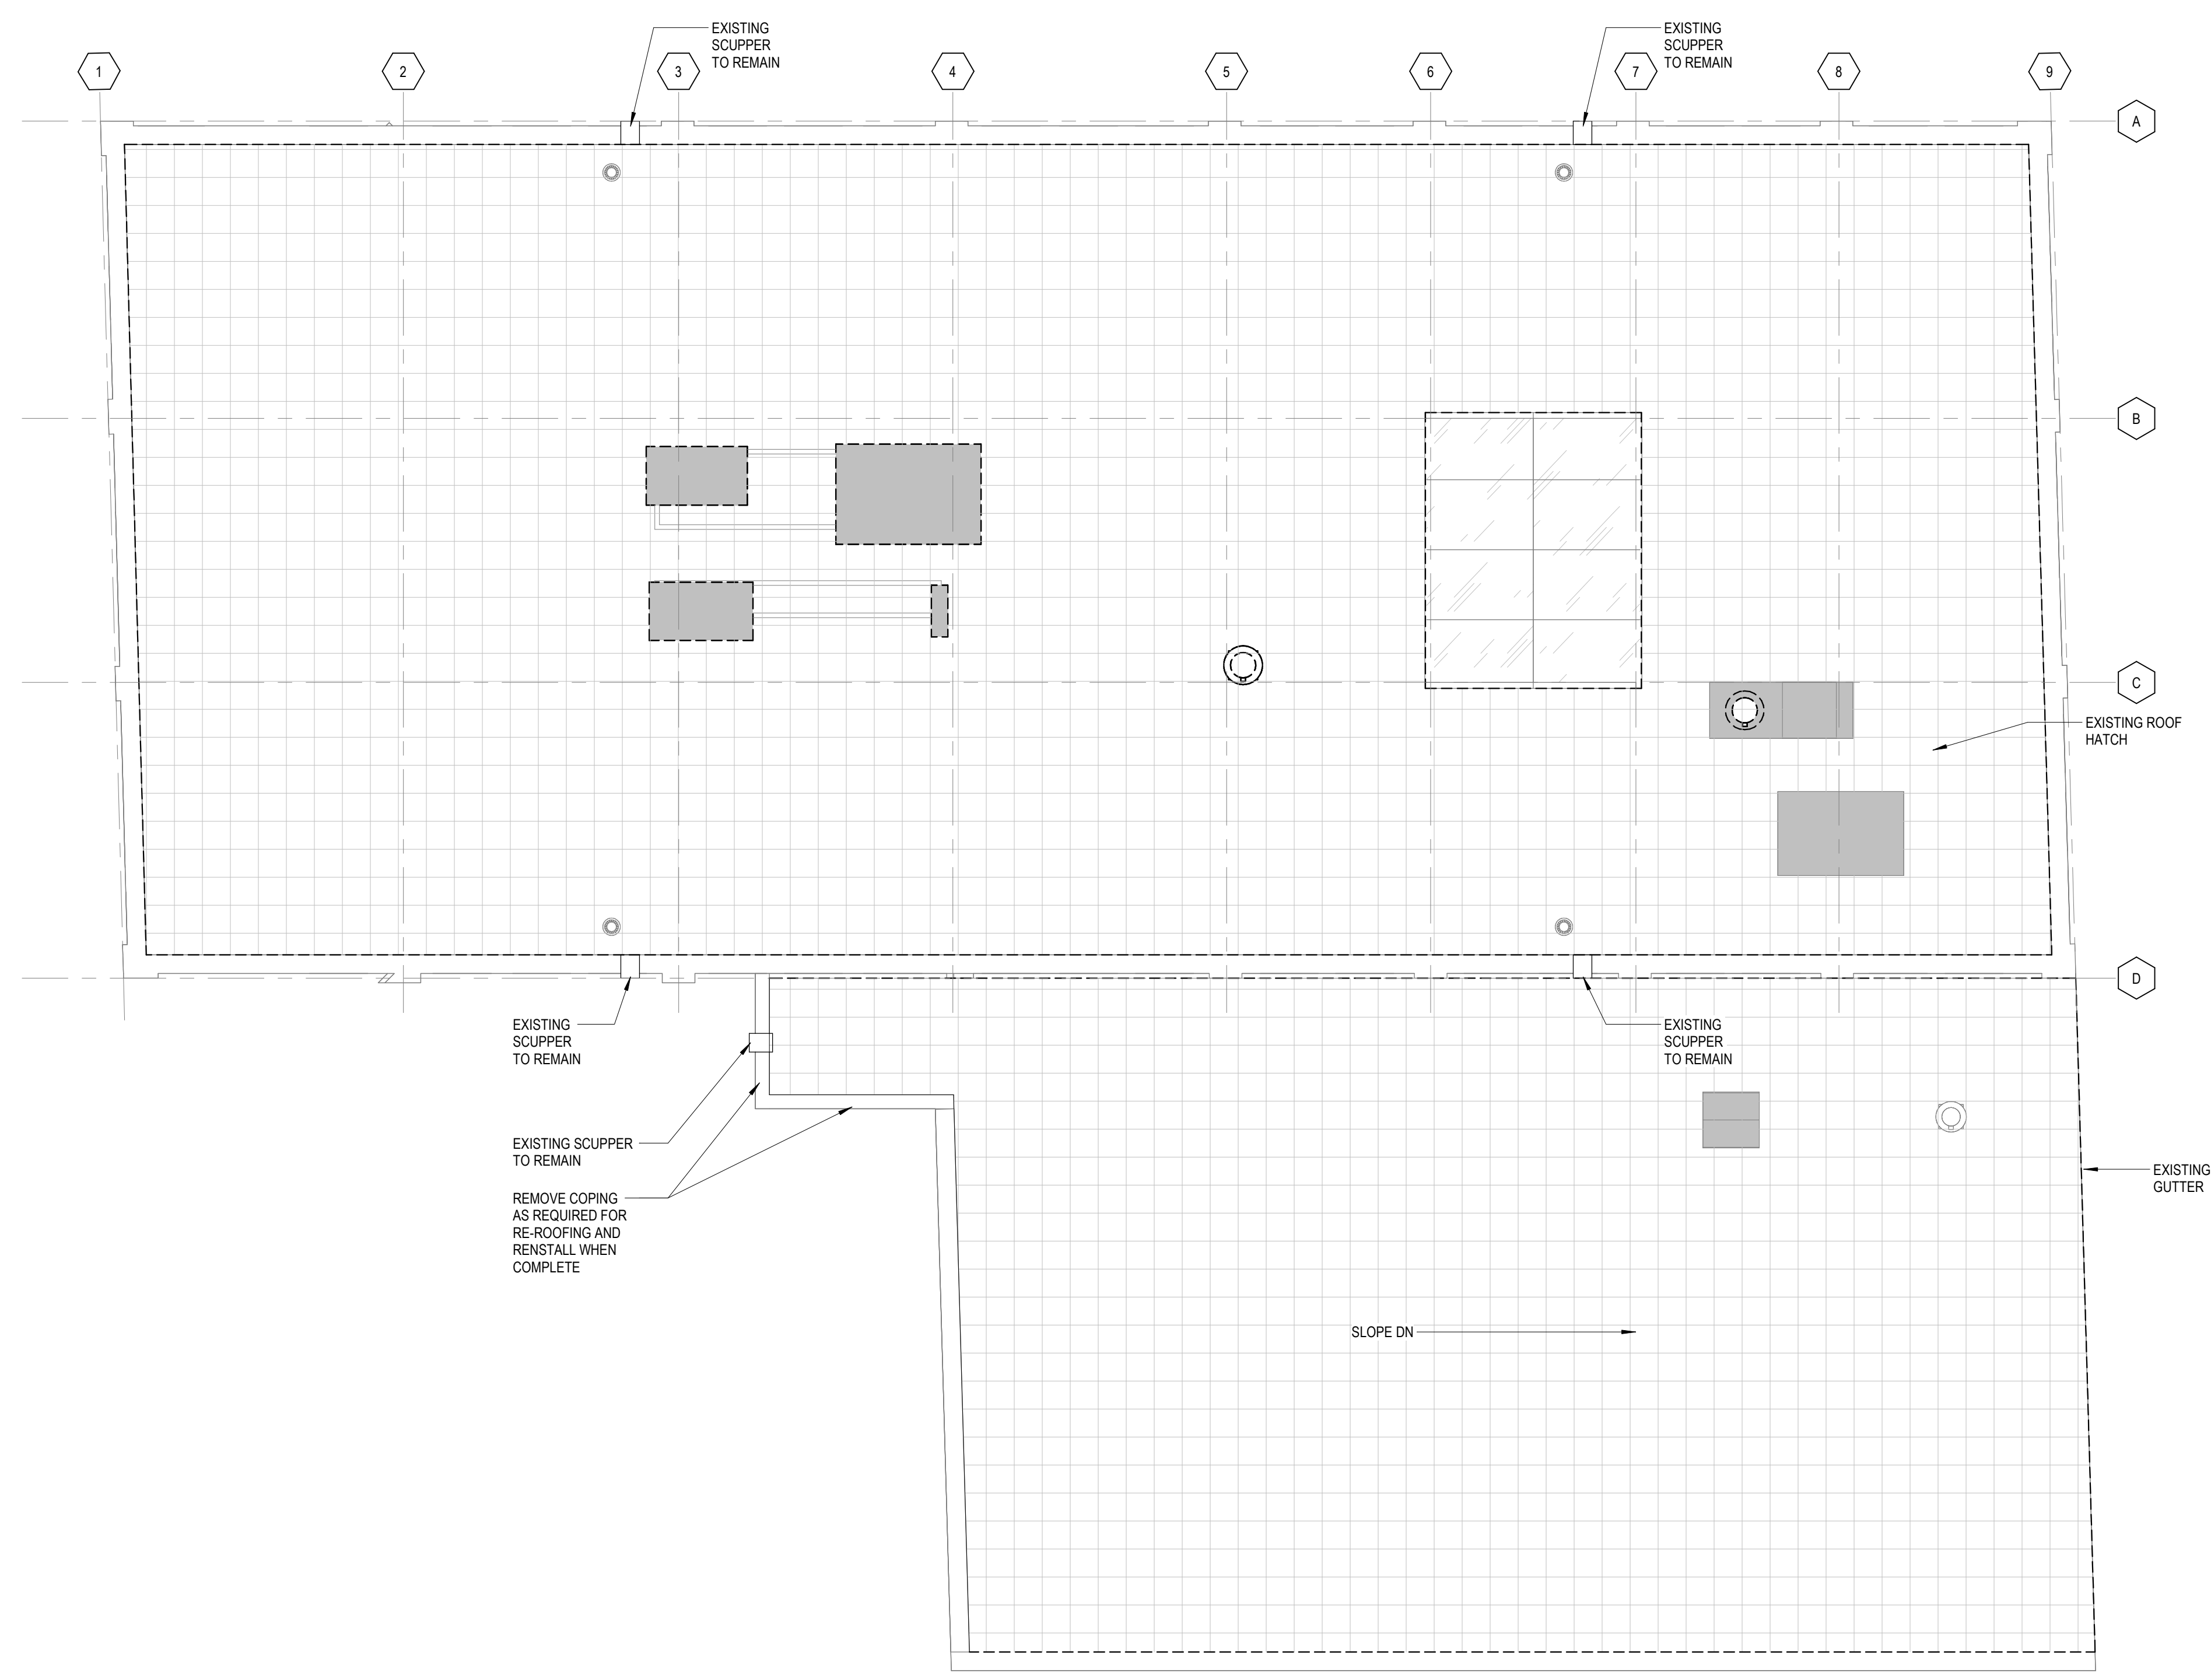 EXISTING
SCUPPER
TO REMAIN
EXISTING
SCUPPER
TO REMAIN
1
2
3
4
5
6
7
8
9
A
B
C
EXISTING ROOF
HATCH
D
EXISTING
SCUPPER
TO REMAIN
EXISTING
SCUPPER
TO REMAIN
EXISTING SCUPPER
TO REMAIN
EXISTING
GUTTER
REMOVE COPING
AS REQUIRED FOR
RE-ROOFING AND
RENSTALL WHEN
COMPLETE
SLOPE DN